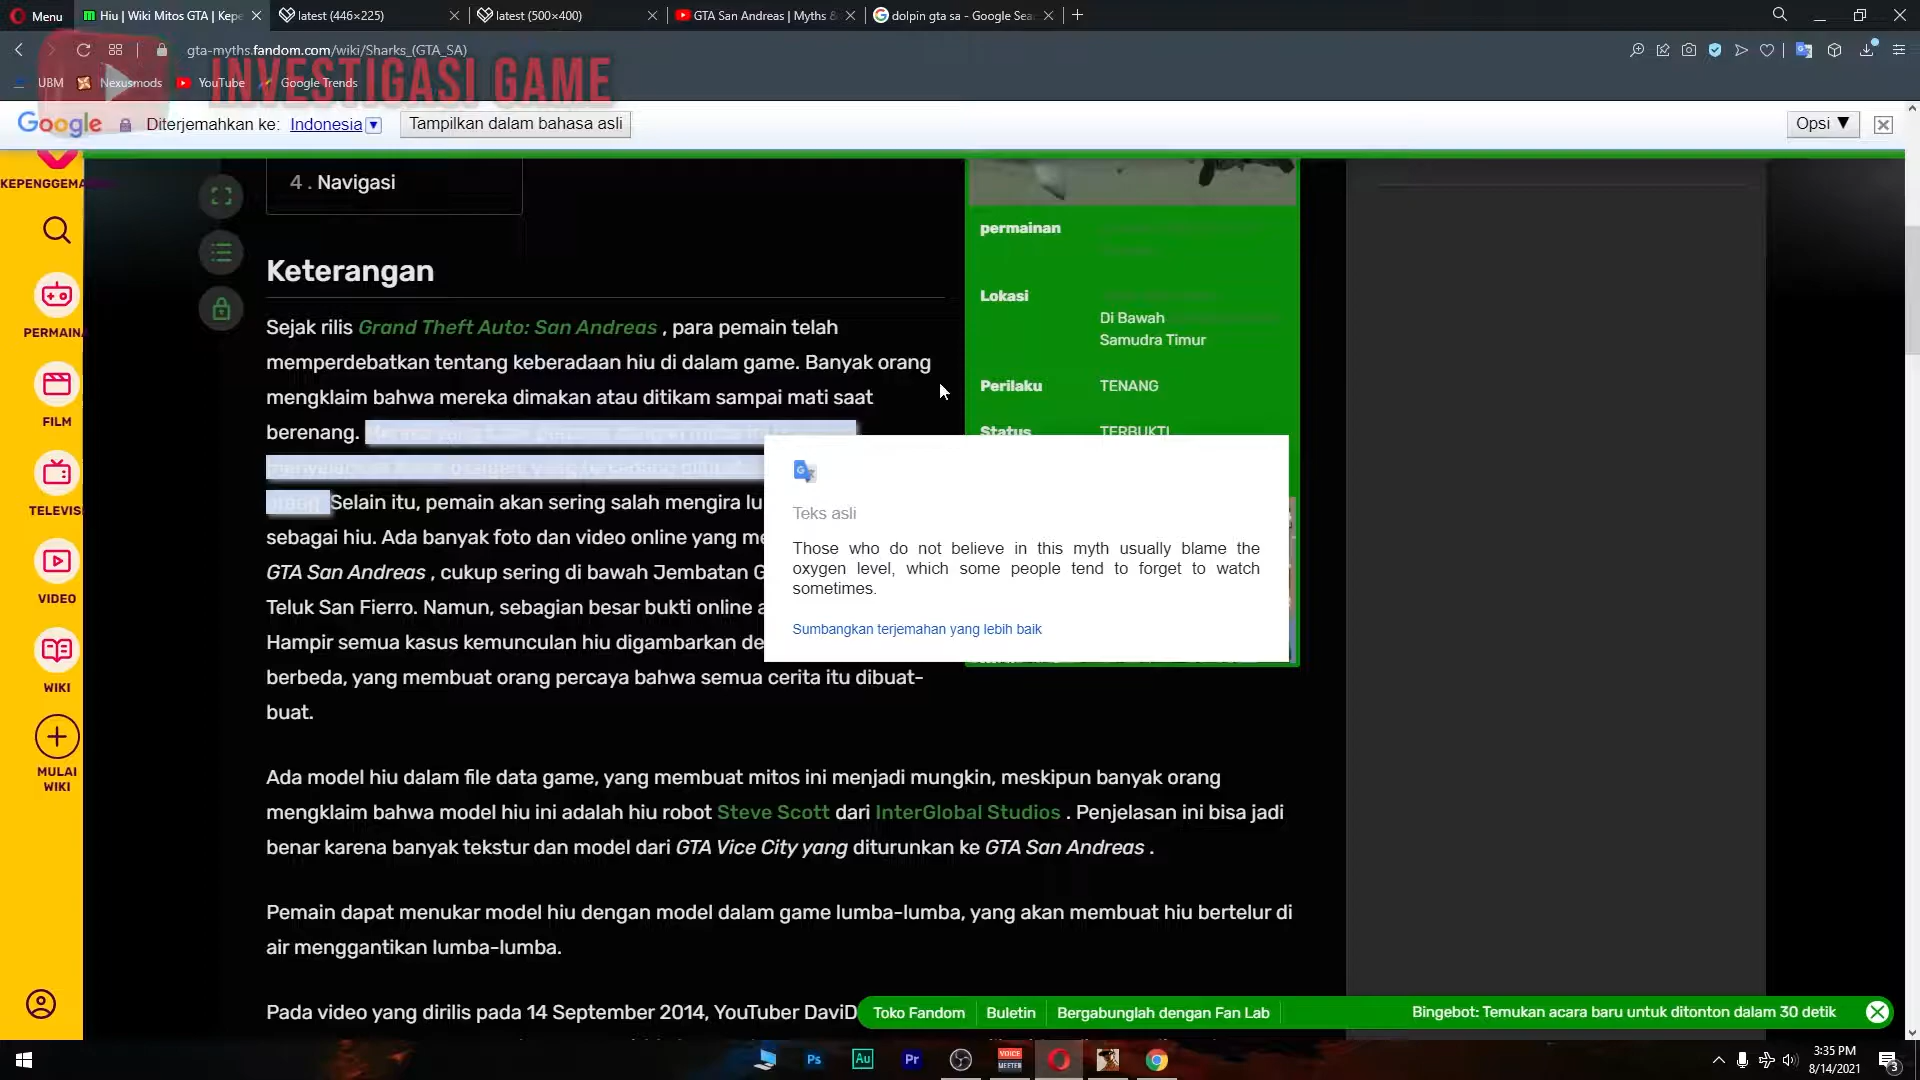 Menu
Hiu | Wiki Mitos GTA | Kepe
latest (446×225)
latest (500×400)
GTA San Andreas | Myths &
dolpin gta sa - Google Sea
gta-myths.fandom.com/wiki/Sharks_(GTA_SA)
UBM
Nexusmods
YouTube
Google Trends
INVESTIGASI GAME
Google
Diterjemahkan ke:
Indonesia
Tampilkan dalam bahasa asli
Opsi ▼
4 . Navigasi
permainan
Keterangan
Lokasi
Di Bawah
Samudra Timur
Perilaku
TENANG
Status
TERBUKTI
Sejak rilis Grand Theft Auto: San Andreas , para pemain telah
memperdebatkan tentang keberadaan hiu di dalam game. Banyak orang
mengklaim bahwa mereka dimakan atau ditikam sampai mati saat
berenang.
Selain itu, pemain akan sering salah mengira lu
sebagai hiu. Ada banyak foto dan video online yang me
GTA San Andreas , cukup sering di bawah Jembatan G
Teluk San Fierro. Namun, sebagian besar bukti online a
Hampir semua kasus kemunculan hiu digambarkan de
berbeda, yang membuat orang percaya bahwa semua cerita itu dibuat-
buat.
Teks asli
Those who do not believe in this myth usually blame the
oxygen level, which some people tend to forget to watch
sometimes.
Sumbangkan terjemahan yang lebih baik
Ada model hiu dalam file data game, yang membuat mitos ini menjadi mungkin, meskipun banyak orang
mengklaim bahwa model hiu ini adalah hiu robot Steve Scott dari InterGlobal Studios . Penjelasan ini bisa jadi
benar karena banyak tekstur dan model dari GTA Vice City yang diturunkan ke GTA San Andreas .
Pemain dapat menukar model hiu dengan model dalam game lumba-lumba, yang akan membuat hiu bertelur di
air menggantikan lumba-lumba.
Pada video yang dirilis pada 14 September 2014, YouTuber DaviD
KEPENGGEMA
PERMAINA
FILM
TELEVISI
VIDEO
WIKI
MULAI
WIKI
Toko Fandom
Buletin
Bergabunglah dengan Fan Lab
Bingebot: Temukan acara baru untuk ditonton dalam 30 detik
Ps
Au
Pr
VOICE
MEETER
3:35 PM
8/14/2021
3